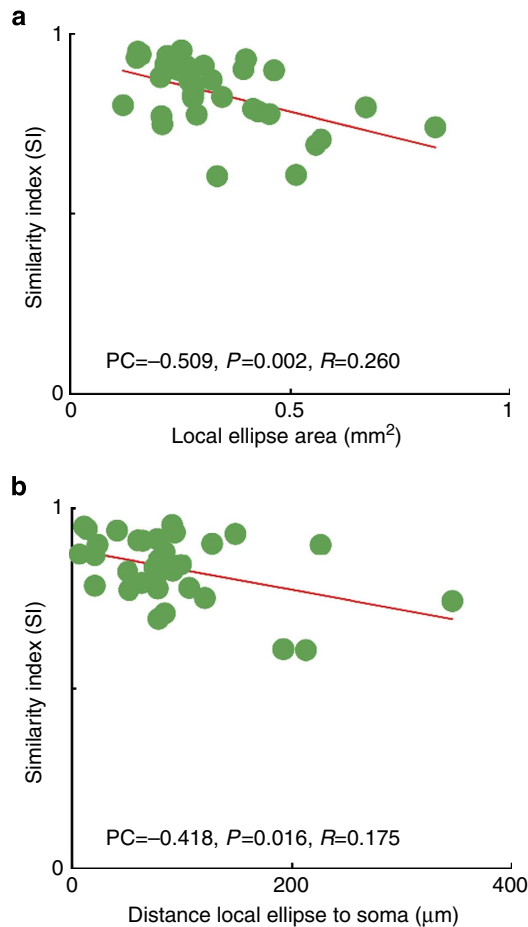 a
1
Similarity index (SI)
PC=–0.509, P=0.002, R=0.260
0
0 0.5 1
Local ellipse area (mm²)
b
1
Similarity index (SI)
PC=–0.418, P=0.016, R=0.175
0
0 200 400
Distance local ellipse to soma (μm)